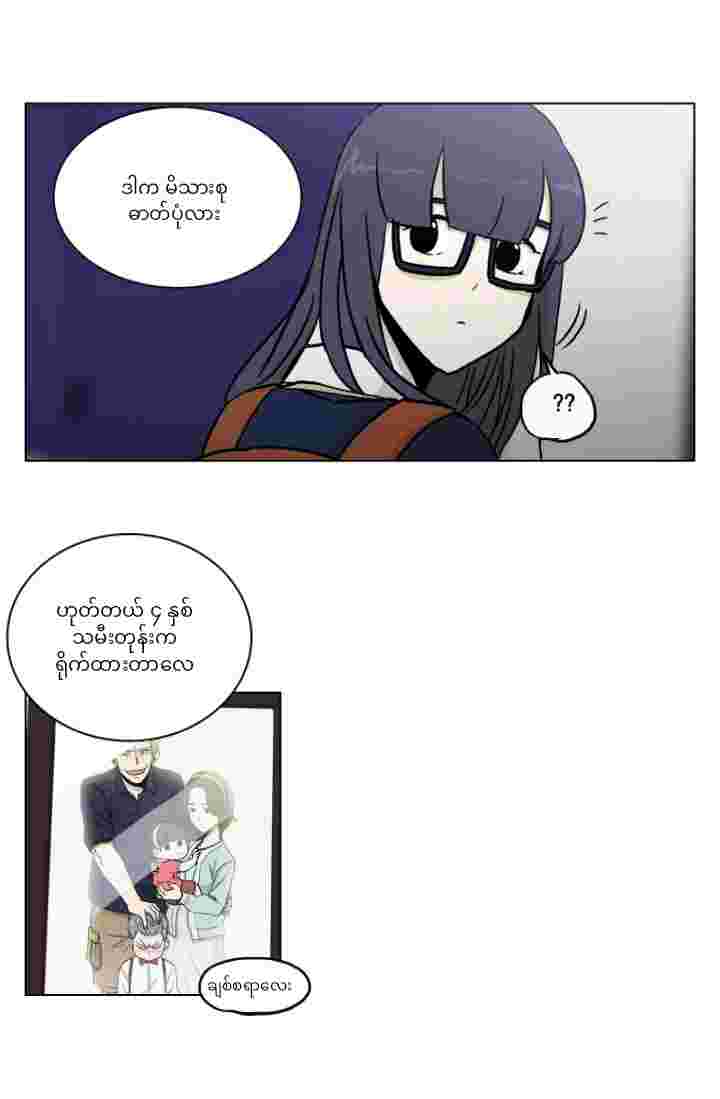 ဒါက မိသားစု
ဓာတ်ပုံလား
??
ဟုတ်တယ် ၄ နှစ်
သမီးတုန်းက
ရိုက်ထားတာလေ
ချစ်စရာလေး